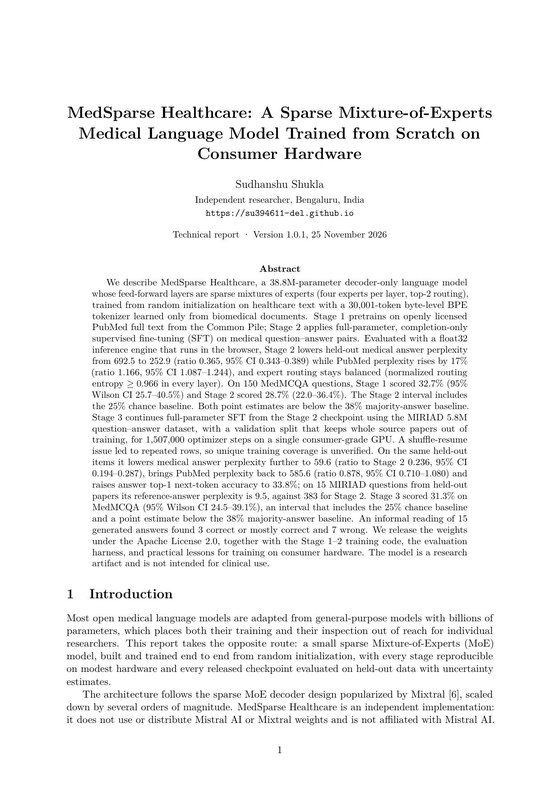 MedSparse Healthcare: A Sparse Mixture-of-Experts
Medical Language Model Trained from Scratch on
Consumer Hardware
Sudhanshu Shukla
Independent researcher, Bengaluru, India
https://su394611-del.github.io
Technical report · Version 1.0.1, 25 November 2026
Abstract
We describe MedSparse Healthcare, a 38.8M-parameter decoder-only language model
whose feed-forward layers are sparse mixtures of experts (four experts per layer, top-2 routing),
trained from random initialization on healthcare text with a 30,001-token byte-level BPE
tokenizer learned only from biomedical documents. Stage 1 pretrains on openly licensed
PubMed full text from the Common Pile; Stage 2 applies full-parameter, completion-only
supervised fine-tuning (SFT) on medical question–answer pairs. Evaluated with a float32
inference engine that runs in the browser, Stage 2 lowers held-out medical answer perplexity
from 692.5 to 252.9 (ratio 0.365, 95% CI 0.343–0.389) while PubMed perplexity rises by 17%
(ratio 1.166, 95% CI 1.087–1.244), and expert routing stays balanced (normalized routing
entropy ≥ 0.966 in every layer). On 150 MedMCQA questions, Stage 1 scored 32.7% (95%
Wilson CI 25.7–40.5%) and Stage 2 scored 28.7% (22.0–36.4%). The Stage 2 interval includes
the 25% chance baseline. Both point estimates are below the 38% majority-answer baseline.
Stage 3 continues full-parameter SFT from the Stage 2 checkpoint using the MIRIAD 5.8M
question–answer dataset, with a validation split that keeps whole source papers out of
training, for 1,507,000 optimizer steps on a single consumer-grade GPU. A shuffle-resume
issue led to repeated rows, so unique training coverage is unverified. On the same held-out
items it lowers medical answer perplexity further to 59.6 (ratio to Stage 2 0.236, 95% CI
0.194–0.287), brings PubMed perplexity back to 585.6 (ratio 0.878, 95% CI 0.710–1.080) and
raises answer top-1 next-token accuracy to 33.8%; on 15 MIRIAD questions from held-out
papers its reference-answer perplexity is 9.5, against 383 for Stage 2. Stage 3 scored 31.3% on
MedMCQA (95% Wilson CI 24.5–39.1%), an interval that includes the 25% chance baseline
and a point estimate below the 38% majority-answer baseline. An informal reading of 15
generated answers found 3 correct or mostly correct and 7 wrong. We release the weights
under the Apache License 2.0, together with the Stage 1–2 training code, the evaluation
harness, and practical lessons for training on consumer hardware. The model is a research
artifact and is not intended for clinical use.
1 Introduction
Most open medical language models are adapted from general-purpose models with billions of
parameters, which places both their training and their inspection out of reach for individual
researchers. This report takes the opposite route: a small sparse Mixture-of-Experts (MoE)
model, built and trained end to end from random initialization, with every stage reproducible
on modest hardware and every released checkpoint evaluated on held-out data with uncertainty
estimates.
The architecture follows the sparse MoE decoder design popularized by Mixtral [6], scaled
down by several orders of magnitude. MedSparse Healthcare is an independent implementation:
it does not use or distribute Mistral AI or Mixtral weights and is not affiliated with Mistral AI.
1